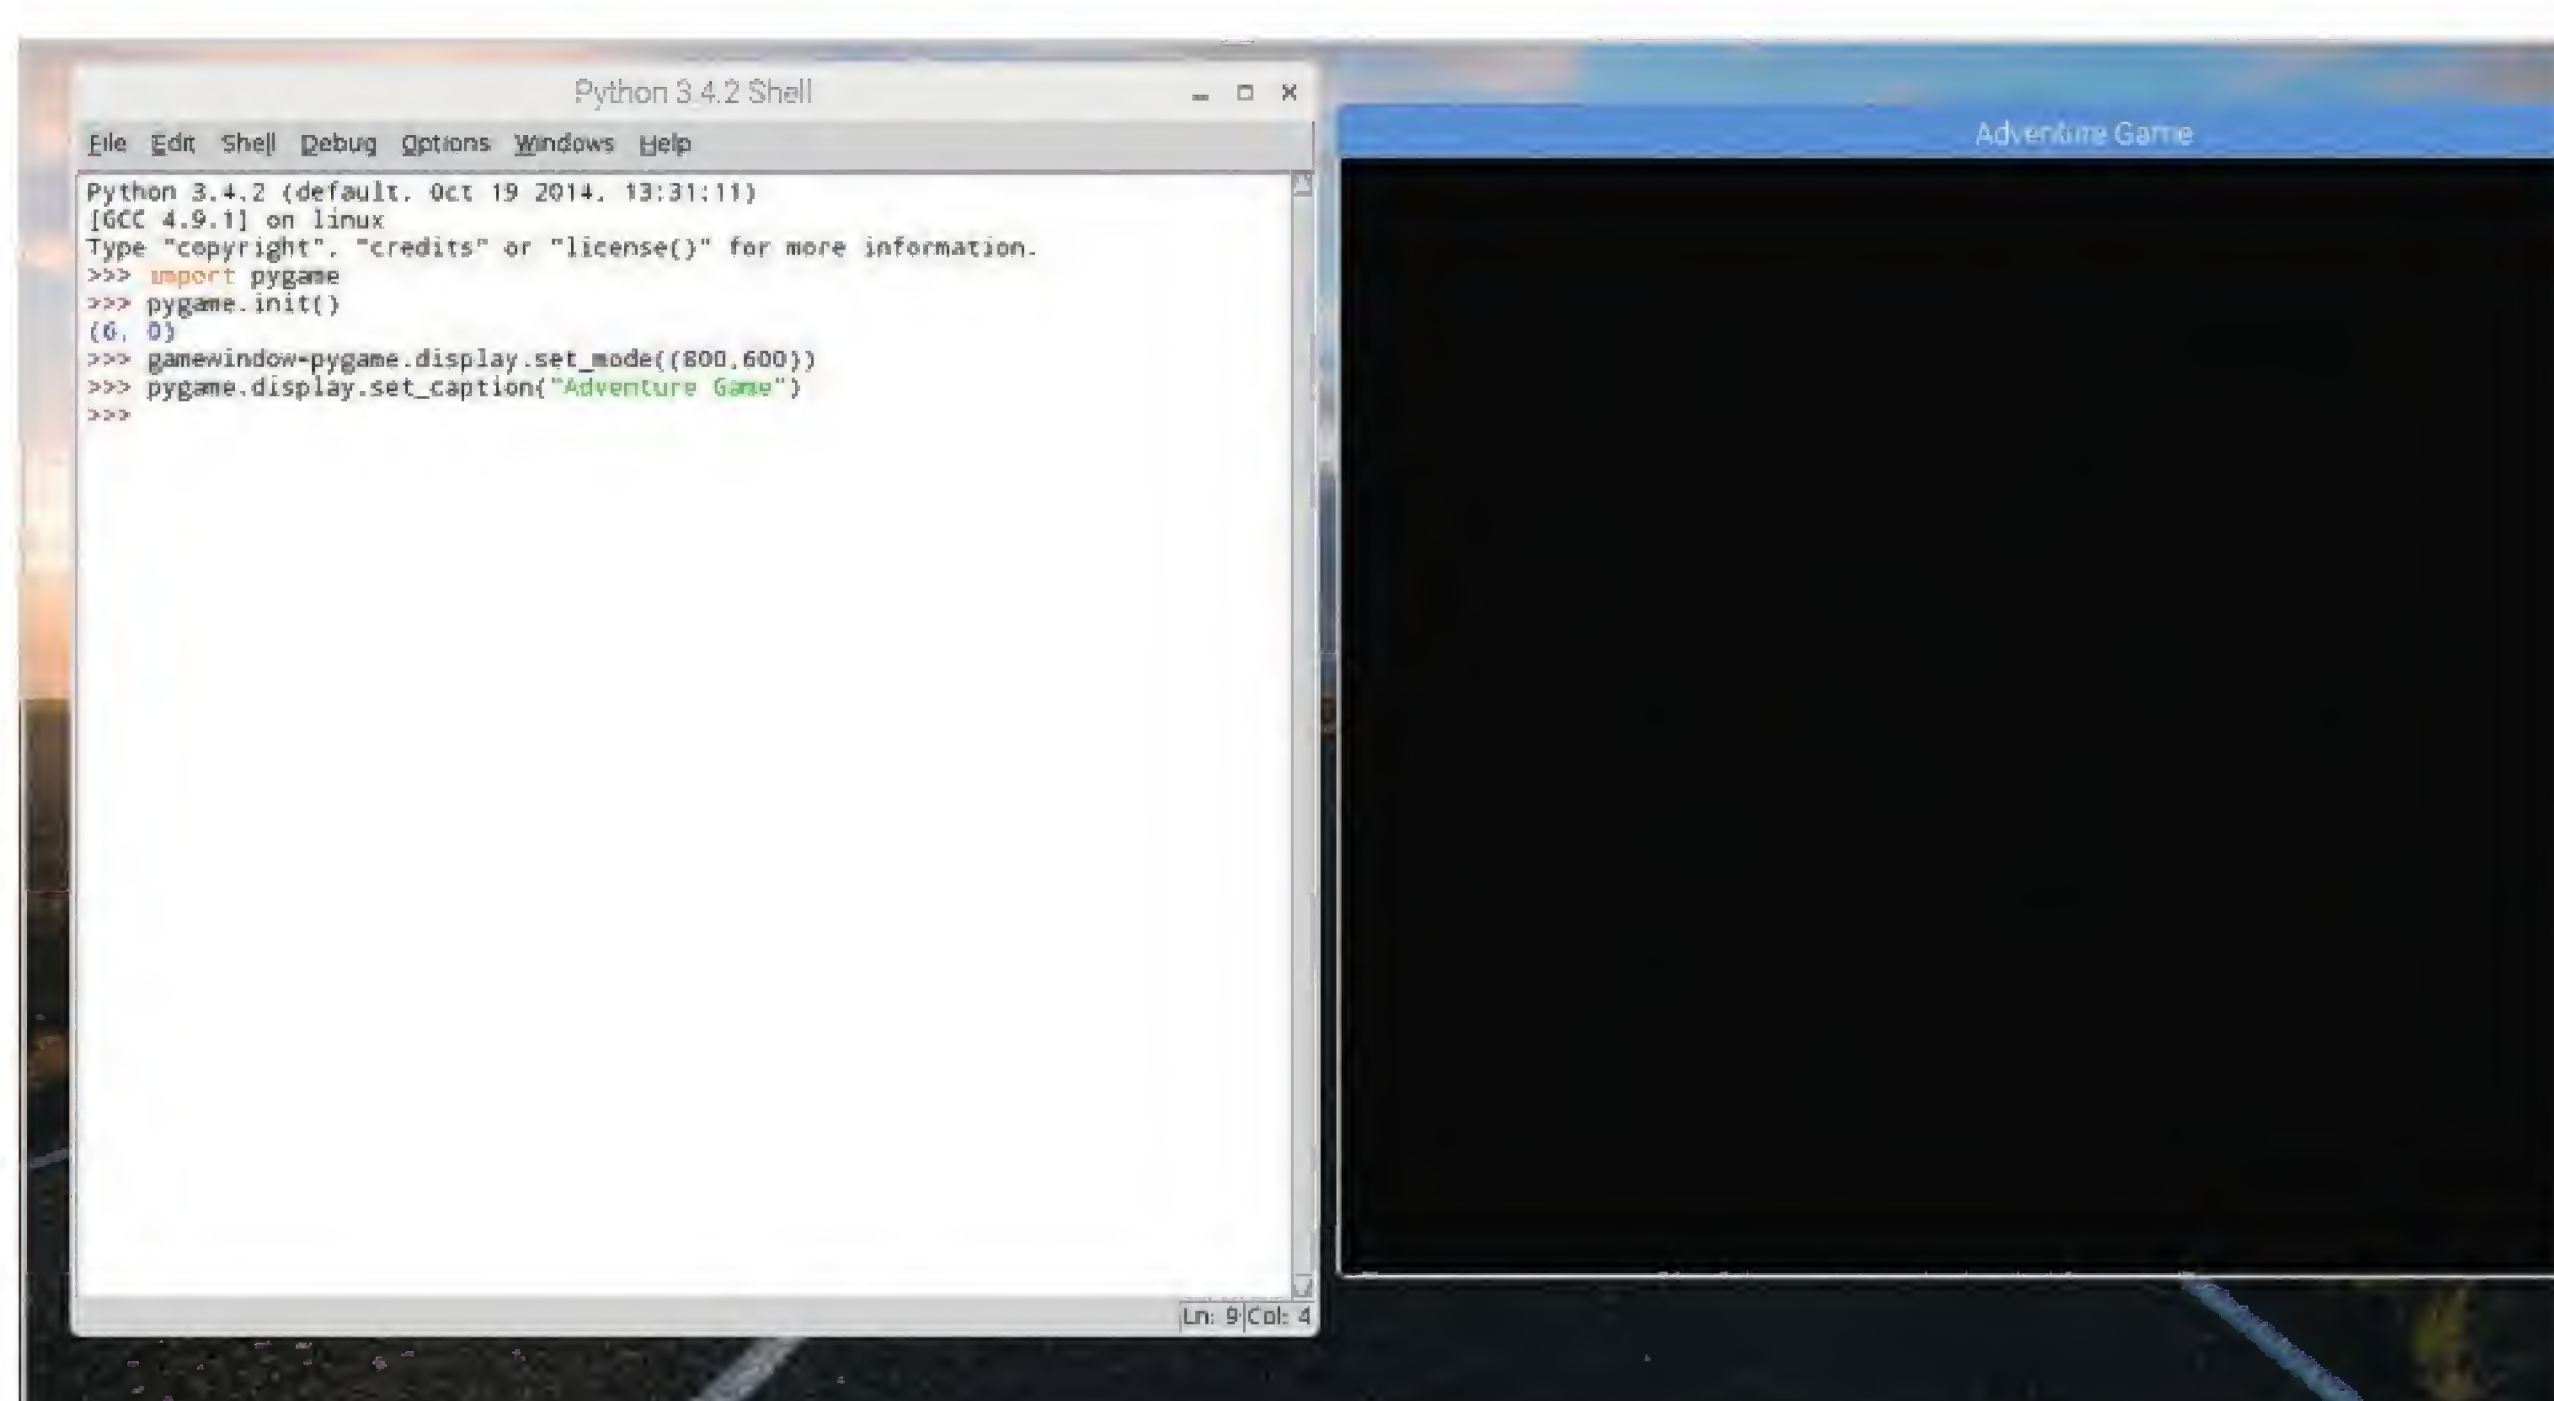 Python 3.4.2 Shell
File Edit Shell Debug Options Windows Help
Python 3.4.2 (default, Oct 19 2014, 13:31:11)
[GCC 4.9.1] on linux
Type "copyright", "credits" or "license()" for more information.
>>> import pygame
>>> pygame.init()
(6, 0)
>>> gamewindow=pygame.display.set_mode((800,600))
>>> pygame.display.set_caption("Adventure Game")
>>>
Ln: 9 Col: 4
Adventure Game